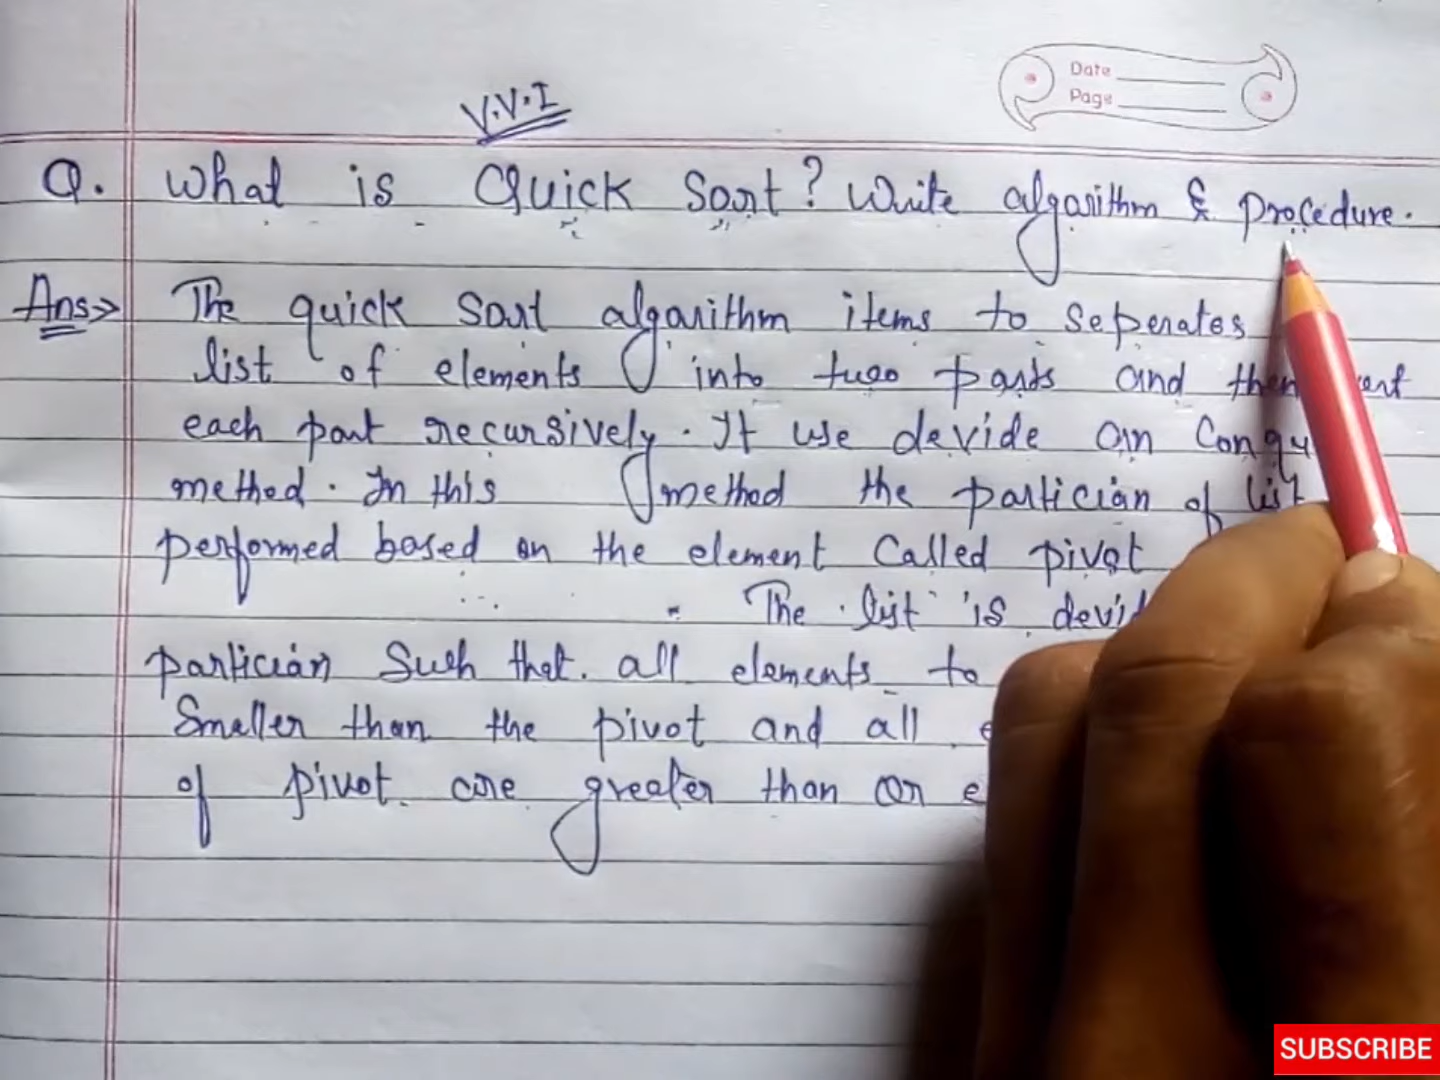 Date
Page
V.V.I
Q. What is Quick Sort? Write algorithm & procedure.
Ans> The quick sort algorithm items to seperates
list of elements into two parts and then
each part recursively. It use devide an
method. In this method the partician of list
performed based on the element called pivot
The list is
partician such that all elements to
smaller than the pivot and all
of pivot are greater than or
SUBSCRIBE